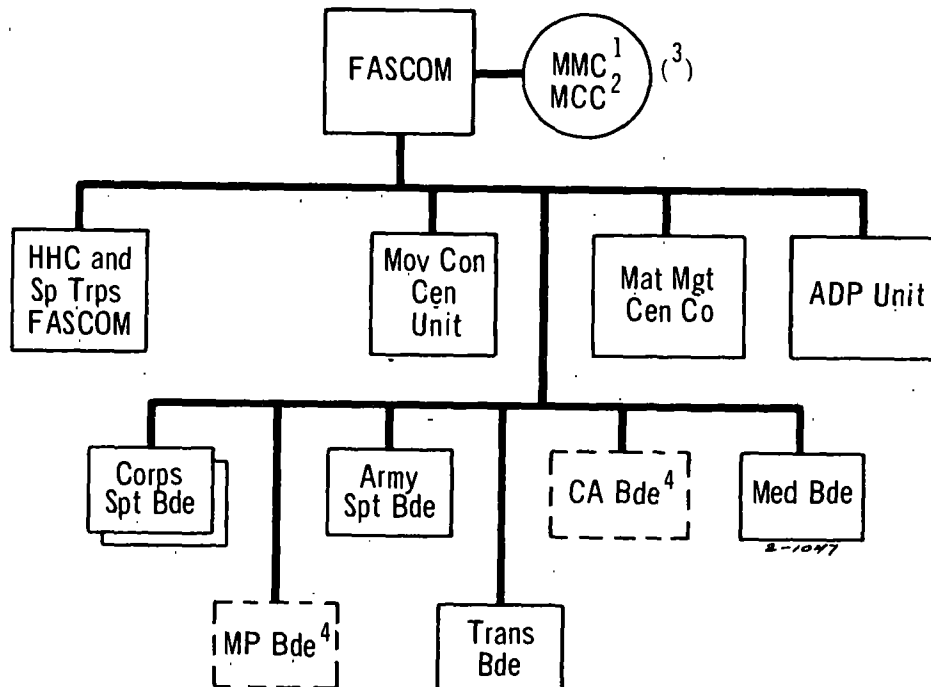 FASCOM
MMC¹
MCC²
(³)
HHC and
Sp Trps
FASCOM
Mov Con
Cen
Unit
Mat Mgt
Cen Co
ADP Unit
Corps
Spt Bde
Army
Spt Bde
CA Bde⁴
Med Bde
2-1047
MP Bde⁴
Trans
Bde